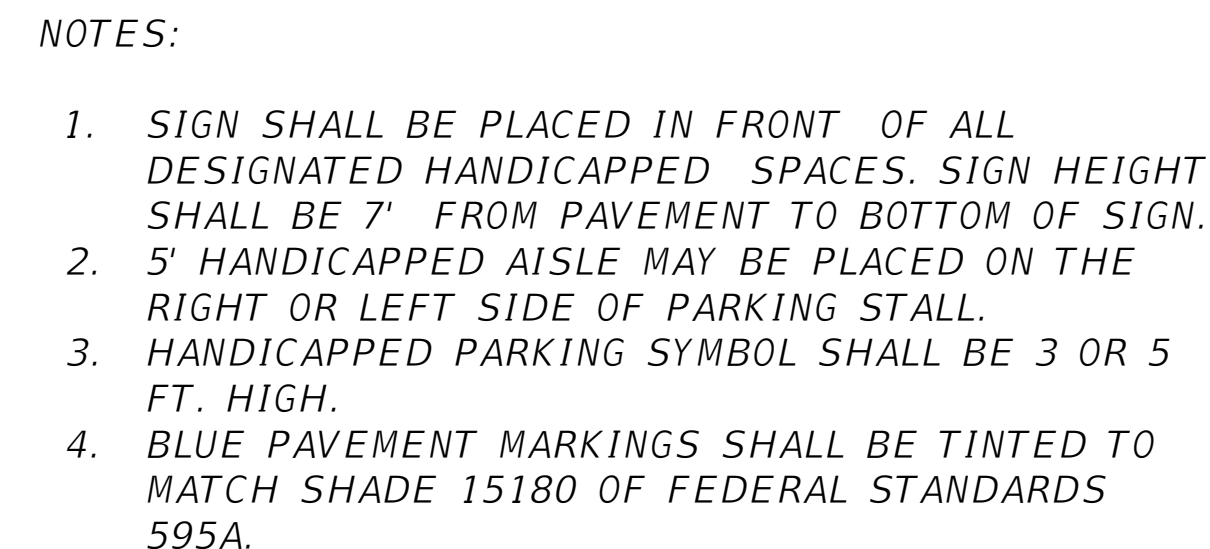 NOTES:
1. SIGN SHALL BE PLACED IN FRONT OF ALL
DESIGNATED HANDICAPPED SPACES. SIGN HEIGHT
SHALL BE 7' FROM PAVEMENT TO BOTTOM OF SIGN.
2. 5' HANDICAPPED AISLE MAY BE PLACED ON THE
RIGHT OR LEFT SIDE OF PARKING STALL.
3. HANDICAPPED PARKING SYMBOL SHALL BE 3 OR 5
FT. HIGH.
4. BLUE PAVEMENT MARKINGS SHALL BE TINTED TO
MATCH SHADE 15180 OF FEDERAL STANDARDS
595A.